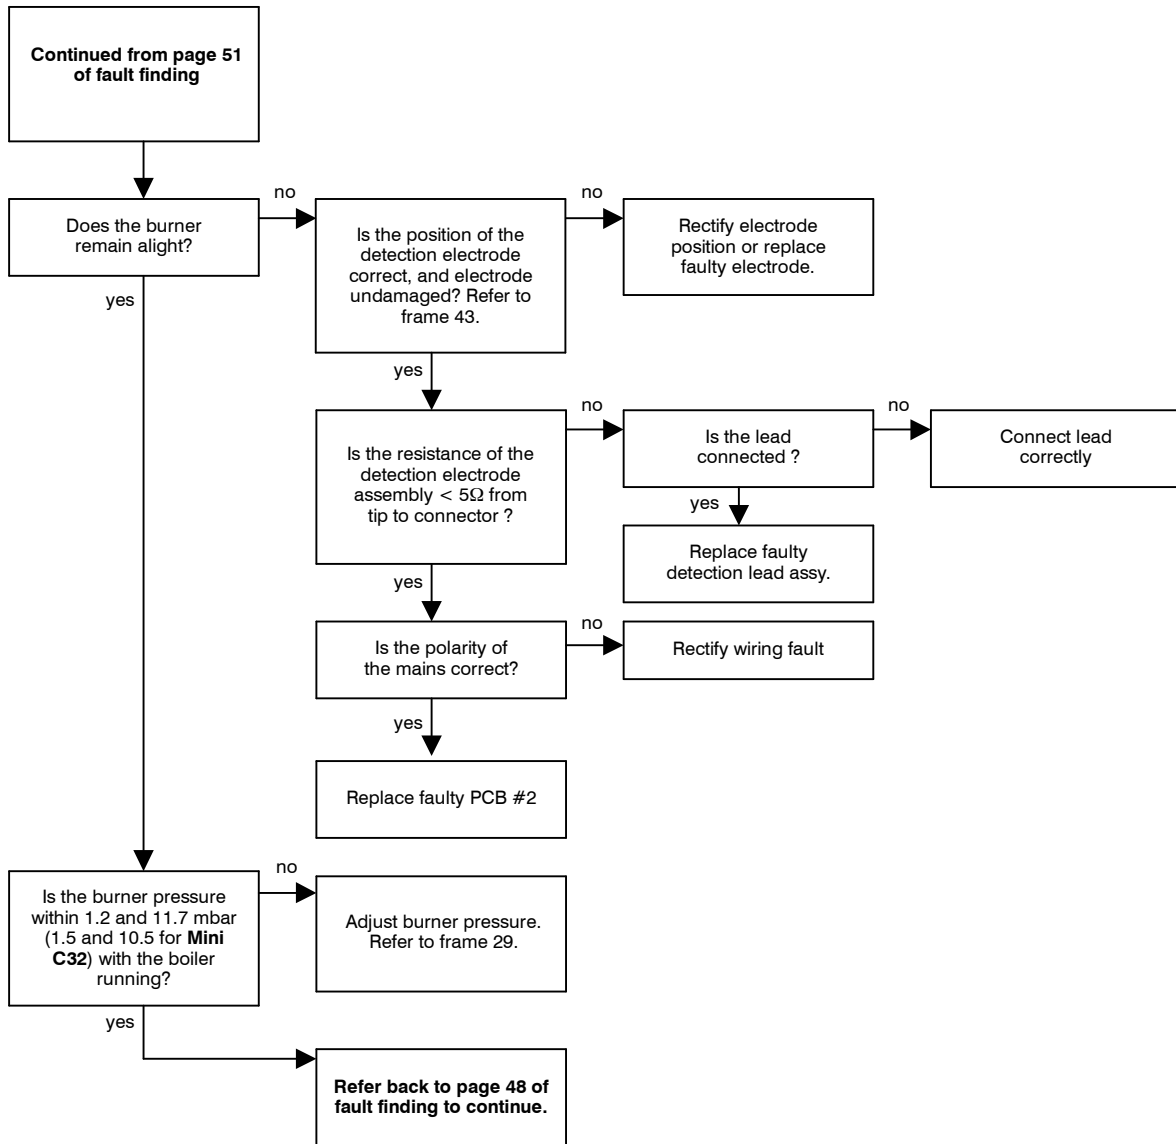 Continued from page 51
of fault finding
no
no
Does the burner
remain alight?
Is the position of the
detection electrode
correct, and electrode
undamaged? Refer to
frame 43.
Rectify electrode
position or replace
faulty electrode.
yes
yes
no
no
Is the resistance of the
detection electrode
assembly < 5Ω from
tip to connector ?
Is the lead
connected ?
Connect lead
correctly
yes
Replace faulty
detection lead assy.
yes
no
Is the polarity of
the mains correct?
Rectify wiring fault
yes
Replace faulty PCB #2
no
Is the burner pressure
within 1.2 and 11.7 mbar
(1.5 and 10.5 for Mini
C32) with the boiler
running?
Adjust burner pressure.
Refer to frame 29.
yes
Refer back to page 48 of
fault finding to continue.